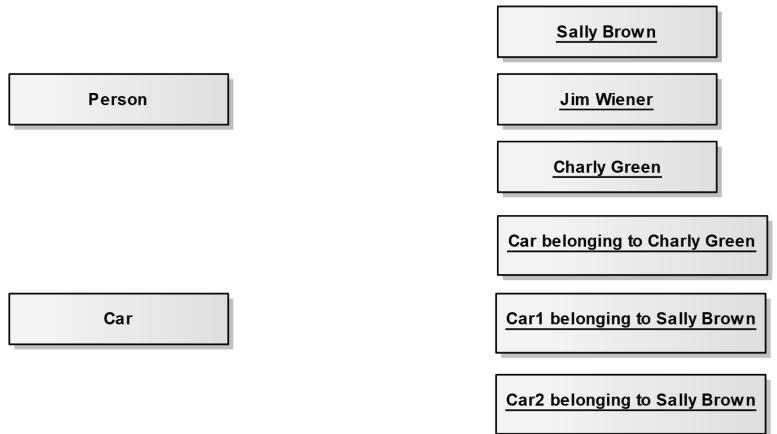 Sally Brown
Person
Jim Wiener
Charly Green
Car belonging to Charly Green
Car
Car1 belonging to Sally Brown
Car2 belonging to Sally Brown